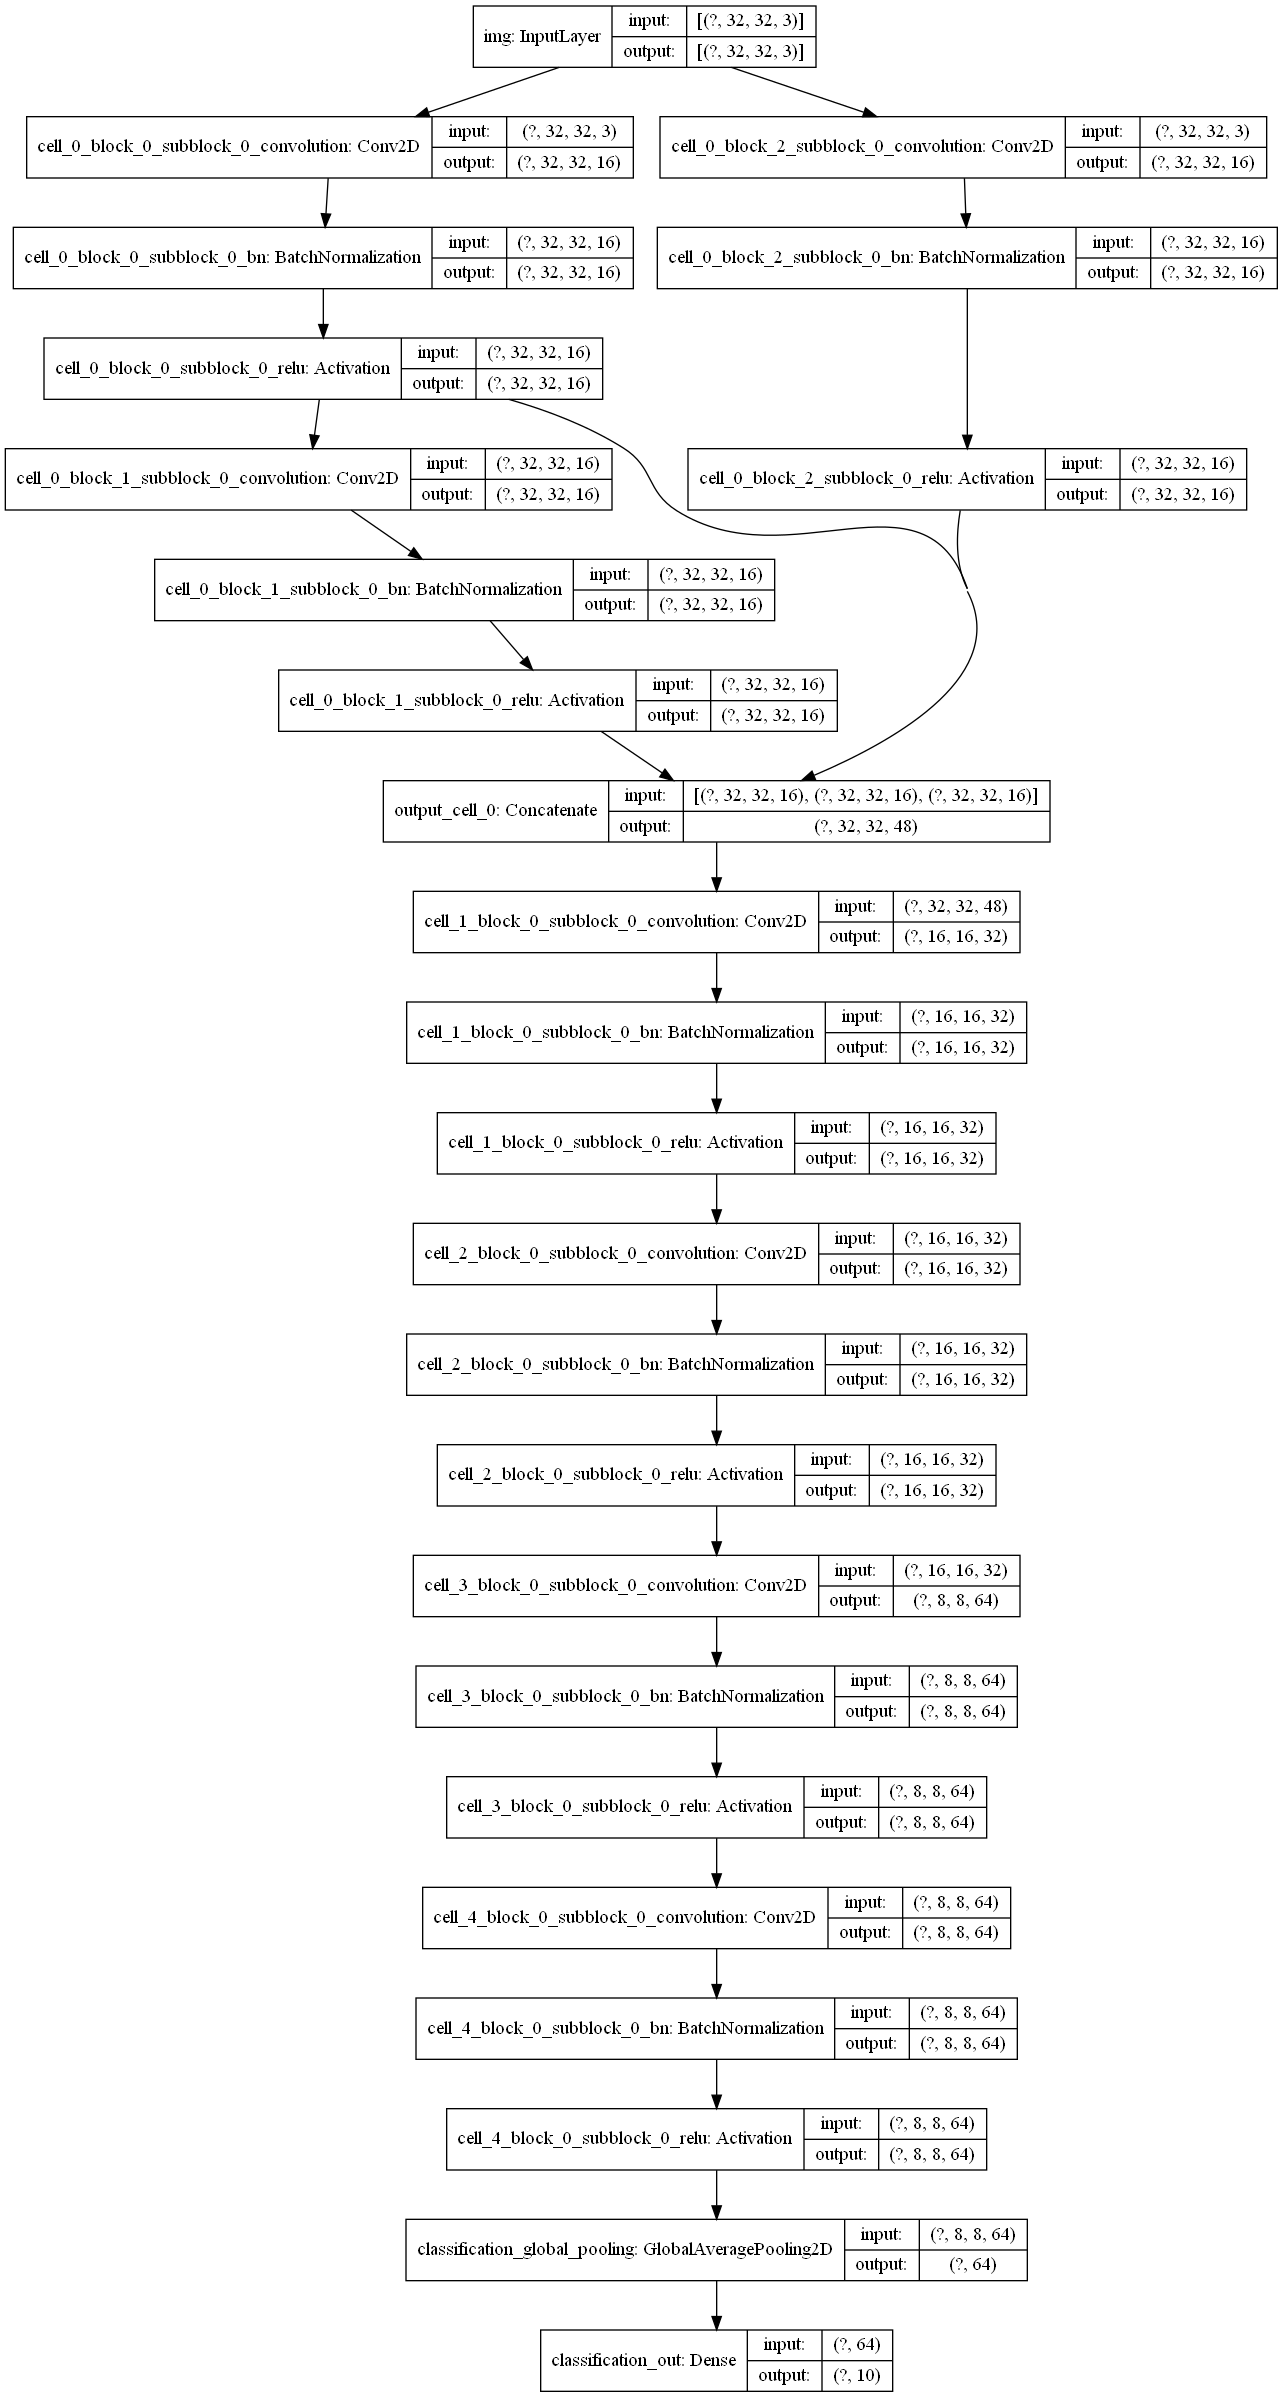 img: InputLayer
input: [(?, 32, 32, 3)]
output: [(?, 32, 32, 3)]
cell_0_block_0_subblock_0_convolution: Conv2D
input: (?, 32, 32, 3)
output: (?, 32, 32, 16)
cell_0_block_2_subblock_0_convolution: Conv2D
input: (?, 32, 32, 3)
output: (?, 32, 32, 16)
cell_0_block_0_subblock_0_bn: BatchNormalization
input: (?, 32, 32, 16)
output: (?, 32, 32, 16)
cell_0_block_2_subblock_0_bn: BatchNormalization
input: (?, 32, 32, 16)
output: (?, 32, 32, 16)
cell_0_block_0_subblock_0_relu: Activation
input: (?, 32, 32, 16)
output: (?, 32, 32, 16)
cell_0_block_1_subblock_0_convolution: Conv2D
input: (?, 32, 32, 16)
output: (?, 32, 32, 16)
cell_0_block_2_subblock_0_relu: Activation
input: (?, 32, 32, 16)
output: (?, 32, 32, 16)
cell_0_block_1_subblock_0_bn: BatchNormalization
input: (?, 32, 32, 16)
output: (?, 32, 32, 16)
cell_0_block_1_subblock_0_relu: Activation
input: (?, 32, 32, 16)
output: (?, 32, 32, 16)
output_cell_0: Concatenate
input: [(?, 32, 32, 16), (?, 32, 32, 16), (?, 32, 32, 16)]
output: (?, 32, 32, 48)
cell_1_block_0_subblock_0_convolution: Conv2D
input: (?, 32, 32, 48)
output: (?, 16, 16, 32)
cell_1_block_0_subblock_0_bn: BatchNormalization
input: (?, 16, 16, 32)
output: (?, 16, 16, 32)
cell_1_block_0_subblock_0_relu: Activation
input: (?, 16, 16, 32)
output: (?, 16, 16, 32)
cell_2_block_0_subblock_0_convolution: Conv2D
input: (?, 16, 16, 32)
output: (?, 16, 16, 32)
cell_2_block_0_subblock_0_bn: BatchNormalization
input: (?, 16, 16, 32)
output: (?, 16, 16, 32)
cell_2_block_0_subblock_0_relu: Activation
input: (?, 16, 16, 32)
output: (?, 16, 16, 32)
cell_3_block_0_subblock_0_convolution: Conv2D
input: (?, 16, 16, 32)
output: (?, 8, 8, 64)
cell_3_block_0_subblock_0_bn: BatchNormalization
input: (?, 8, 8, 64)
output: (?, 8, 8, 64)
cell_3_block_0_subblock_0_relu: Activation
input: (?, 8, 8, 64)
output: (?, 8, 8, 64)
cell_4_block_0_subblock_0_convolution: Conv2D
input: (?, 8, 8, 64)
output: (?, 8, 8, 64)
cell_4_block_0_subblock_0_bn: BatchNormalization
input: (?, 8, 8, 64)
output: (?, 8, 8, 64)
cell_4_block_0_subblock_0_relu: Activation
input: (?, 8, 8, 64)
output: (?, 8, 8, 64)
classification_global_pooling: GlobalAveragePooling2D
input: (?, 8, 8, 64)
output: (?, 64)
classification_out: Dense
input: (?, 64)
output: (?, 10)